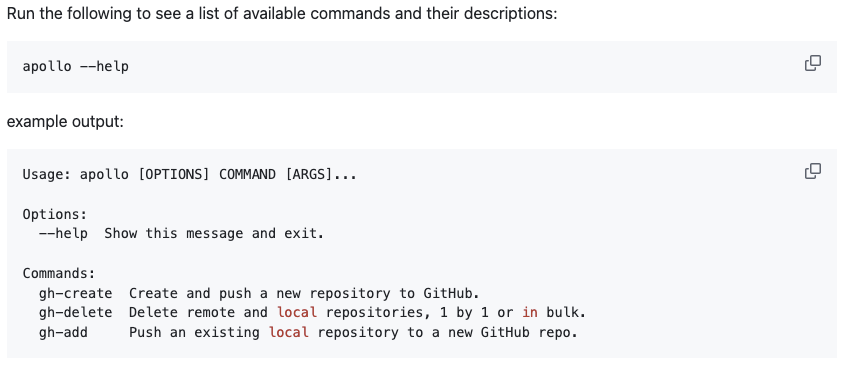 Run the following to see a list of available commands and their descriptions:
apollo --help
example output:
Usage: apollo [OPTIONS] COMMAND [ARGS]...
Options:
  --help  Show this message and exit.
Commands:
  gh-create  Create and push a new repository to GitHub.
  gh-delete  Delete remote and local repositories, 1 by 1 or in bulk.
  gh-add     Push an existing local repository to a new GitHub repo.